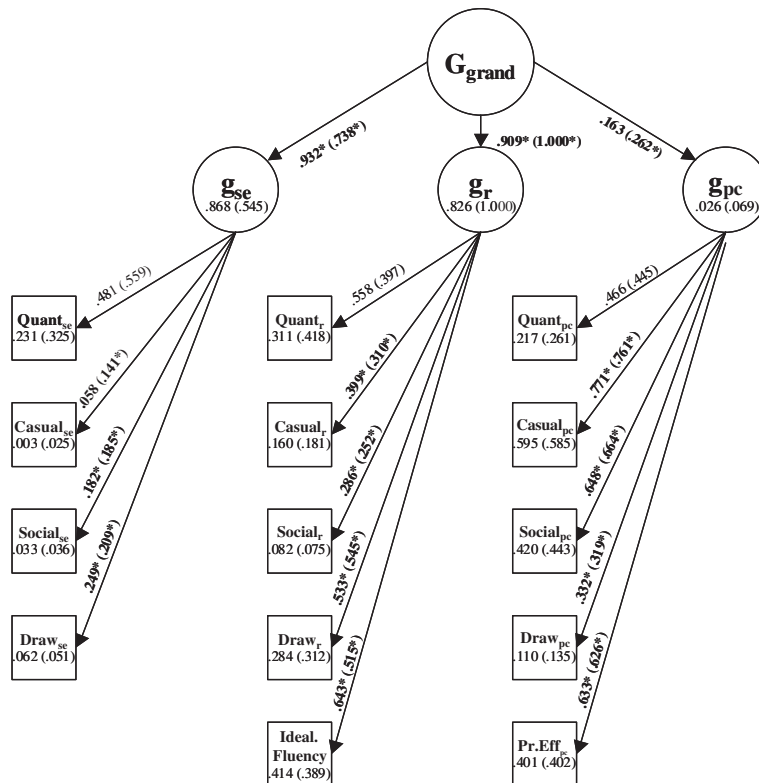 G grand
.932* (.738*)
.909* (1.000*)
.163 (.262*)
g se
.868 (.545)
g r
.826 (1.000)
g pc
.026 (.069)
.481 (.559)
.558 (.397)
.466 (.445)
Quant se
.231 (.325)
Quant r
.311 (.418)
Quant pc
.217 (.261)
.058 (.141*)
.399* (.310*)
.771* (.761*)
Casual se
.003 (.025)
Casual r
.160 (.181)
Casual pc
.595 (.585)
.182* (.185*)
.286* (.252*)
.648* (.664*)
Social se
.033 (.036)
Social r
.082 (.075)
Social pc
.420 (.443)
.249* (.209*)
.533* (.545*)
.332* (.319*)
Draw se
.062 (.051)
Draw r
.284 (.312)
Draw pc
.110 (.135)
.643* (.515*)
.633* (.626*)
Ideal.
Fluency
.414 (.389)
Pr.Eff pc
.401 (.402)